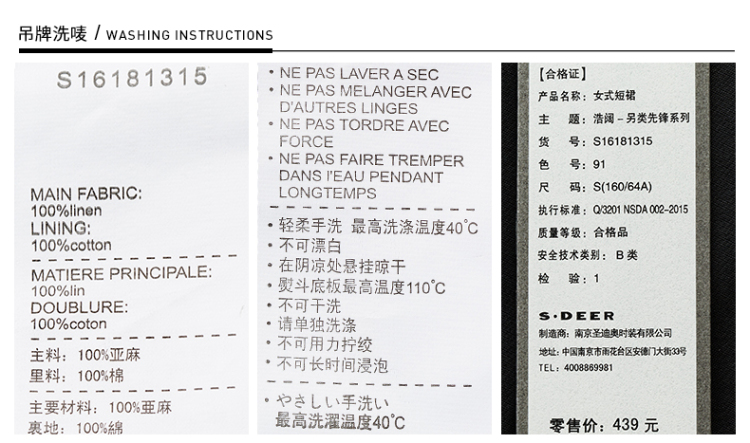 吊牌洗唛 / WASHING INSTRUCTIONS
S16181315
MAIN FABRIC:
100%linen
LINING:
100%cotton
MATIERE PRINCIPALE:
100%lin
DOUBLURE:
100%coton
主料：100%亚麻
里料：100%棉
主要材料：100%亜麻
裏地：100%綿
• NE PAS LAVER A SEC
• NE PAS MELANGER AVEC
D'AUTRES LINGES
• NE PAS TORDRE AVEC
FORCE
• NE PAS FAIRE TREMPER
DANS l'EAU PENDANT
LONGTEMPS
• 轻柔手洗 最高洗涤温度40°C
• 不可漂白
• 在阴凉处悬挂晾干
• 熨斗底板最高温度110°C
• 不可干洗
• 请单独洗涤
• 不可用力拧绞
• 不可长时间浸泡
• やさしい手洗い
最高洗濯温度40°C
【合格证】
产品名称：女式短裙
主 题：浩阔－另类先锋系列
货 号：S16181315
色 号：91
尺 码：S(160/64A)
执行标准：Q/3201 NSDA 002-2015
质量等级：合格品
安全技术类别：B 类
检 验：1
S·DEER
制造商：南京圣迪奥时装有限公司
地址：中国南京市雨花台区安德门大街33号
TEL：4008869981
零售价：439 元